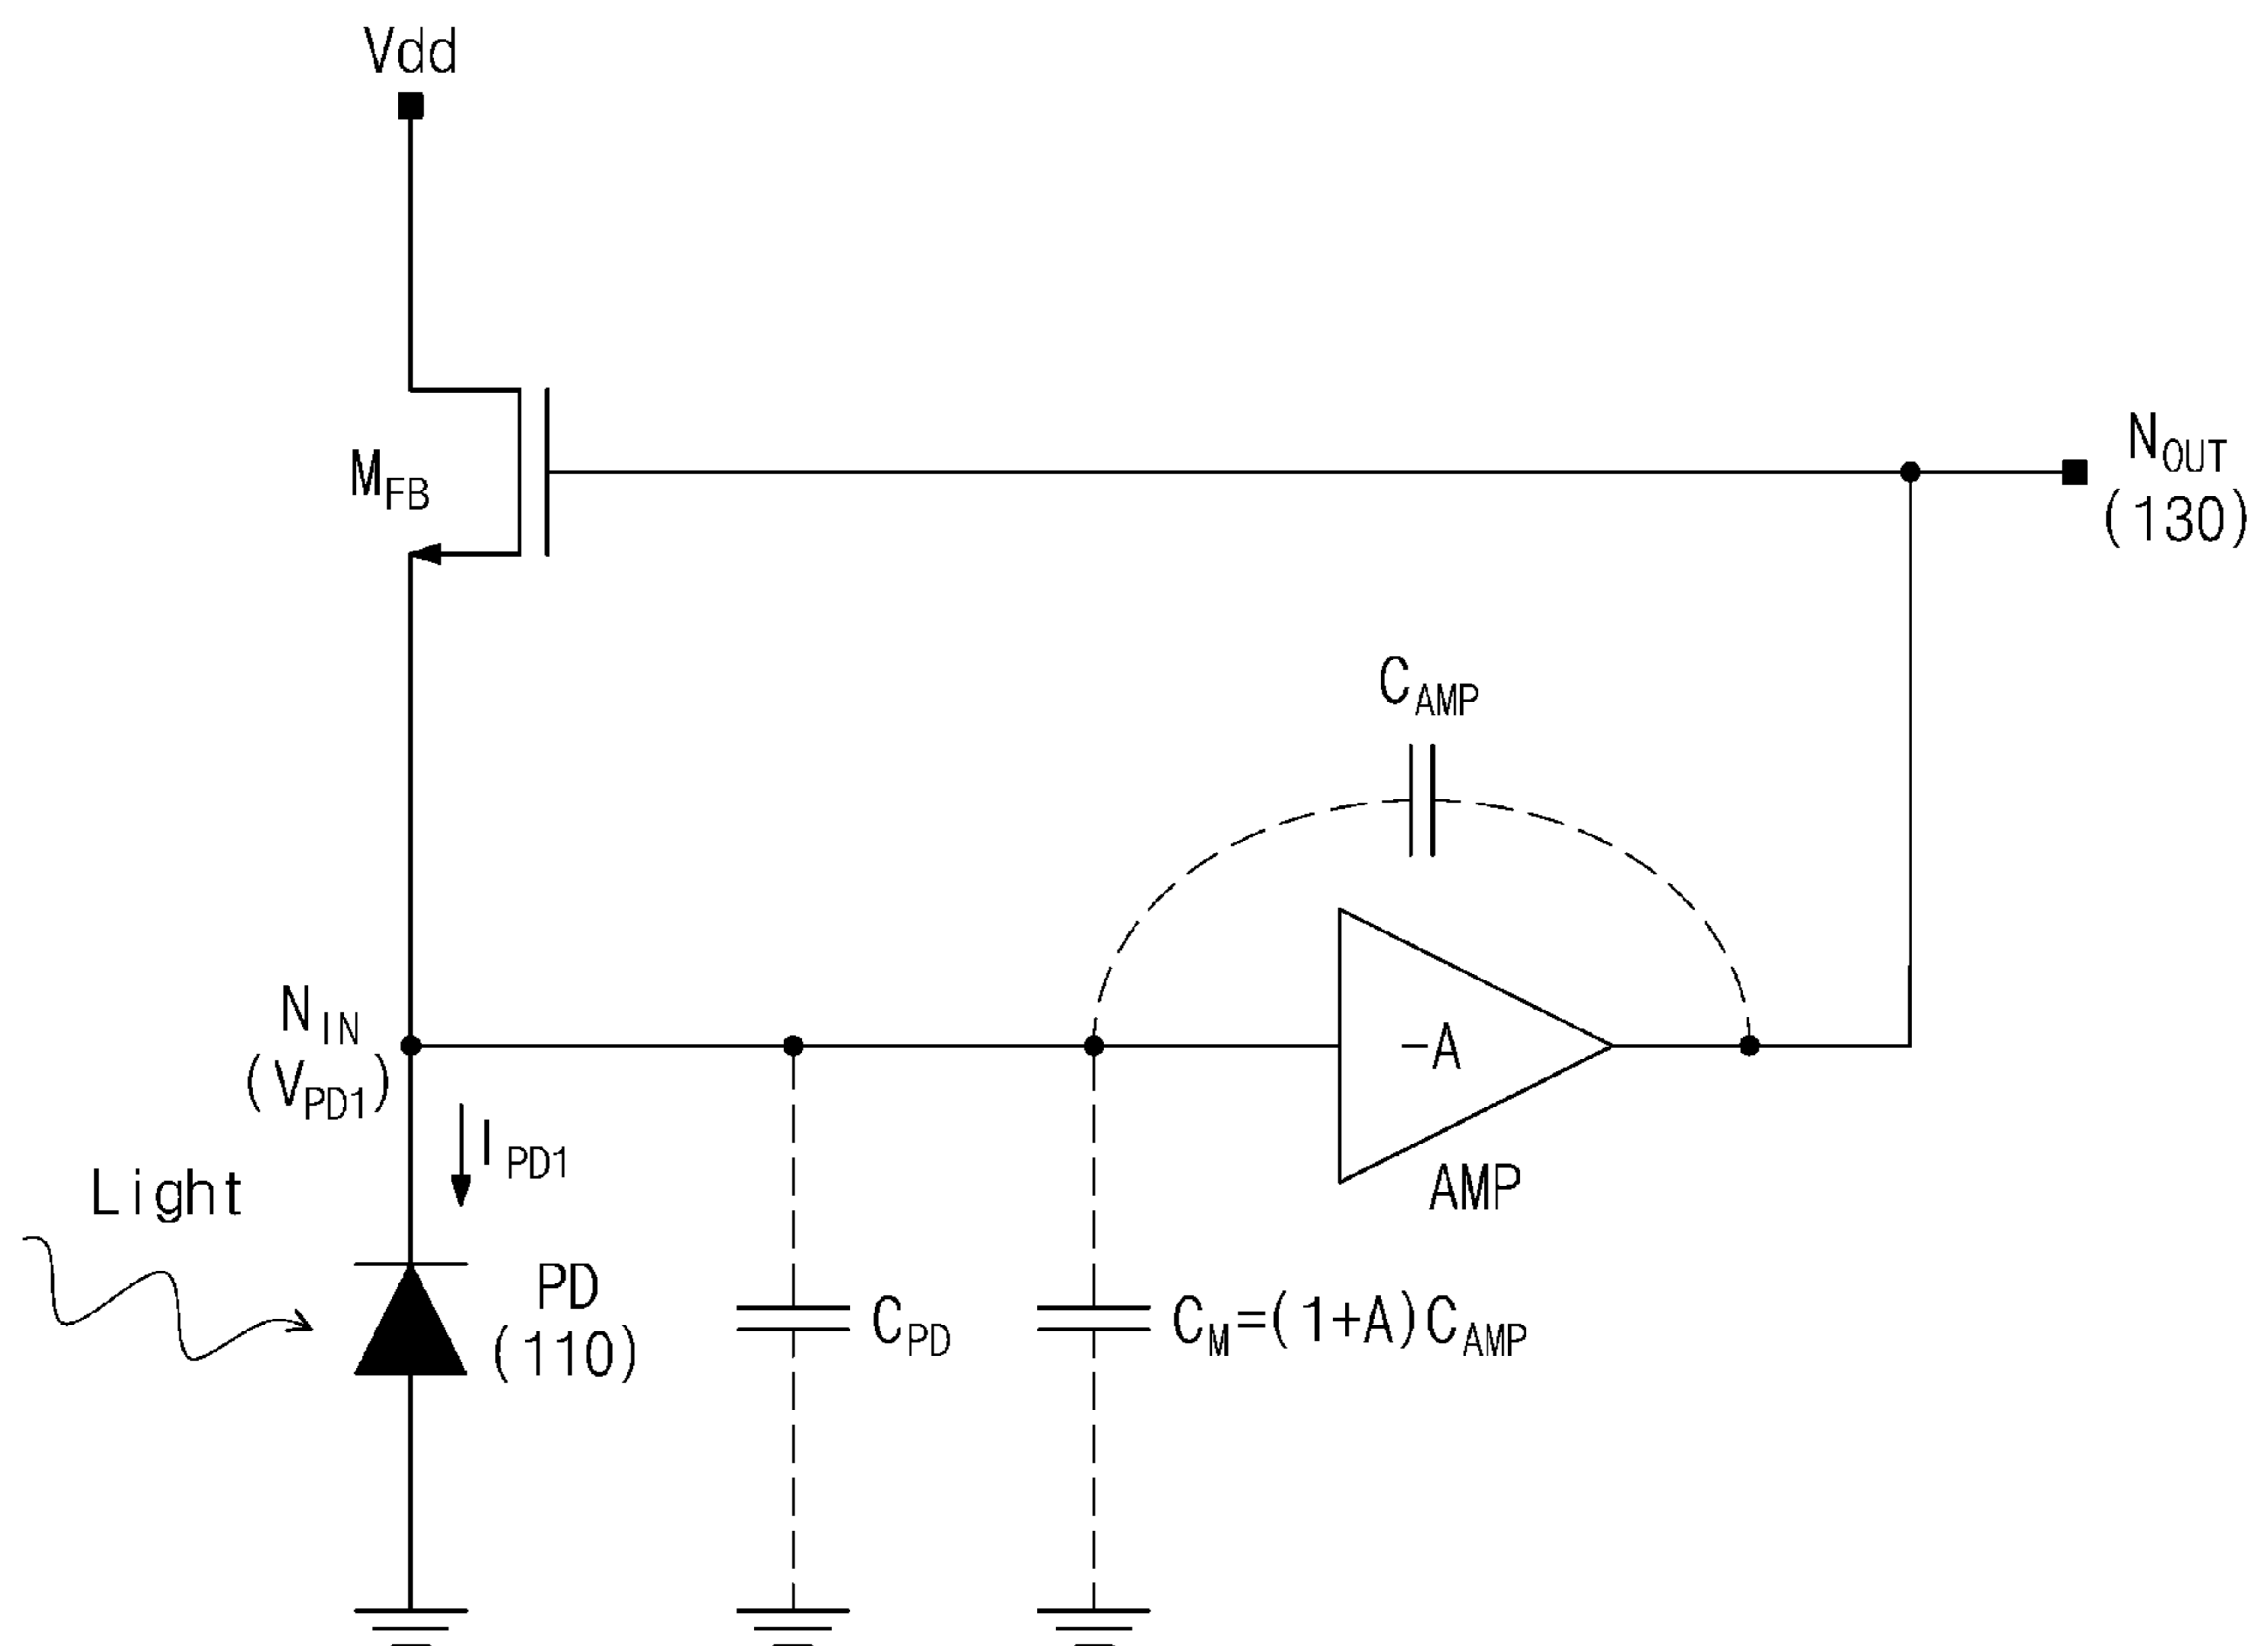 Vdd
M_FB
N_OUT
(130)
C_AMP
N_IN
(V_PD1)
I_PD1
-A
AMP
Light
PD
(110)
C_PD
C_M=(1+A)C_AMP